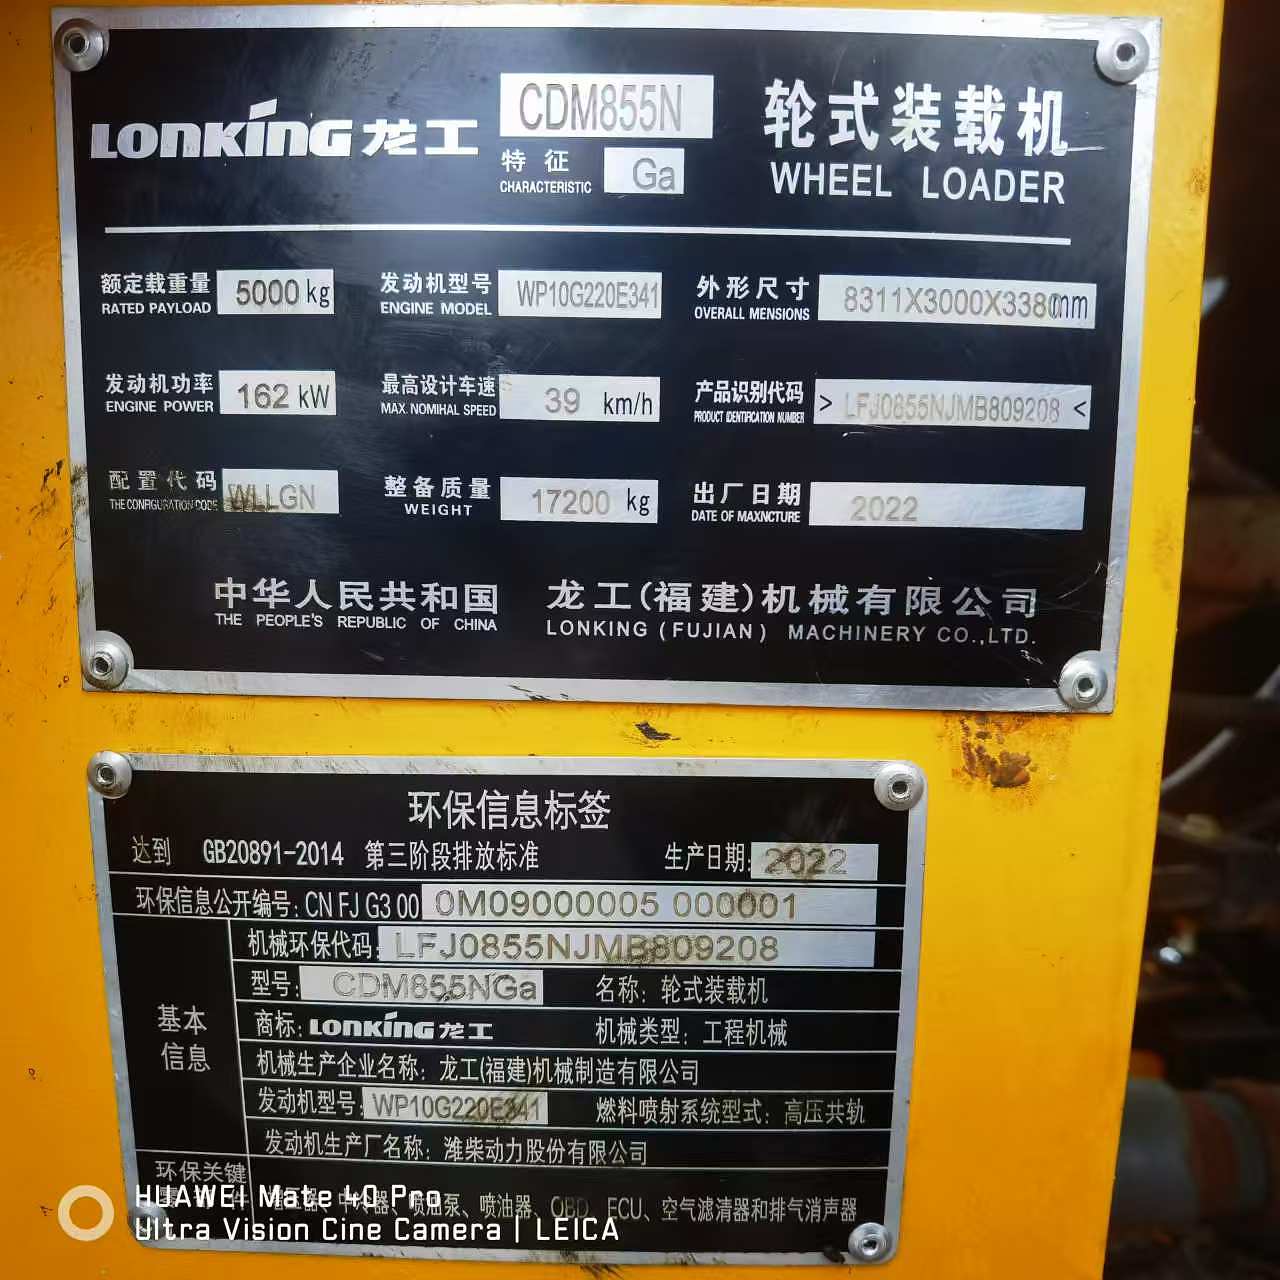 LONKING 龙工
CDM855N
特征
CHARACTERISTIC
Ga
轮式装载机
WHEEL LOADER
额定载重量
RATED PAYLOAD
5000 kg
发动机型号
ENGINE MODEL
WP10G220E341
外形尺寸
OVERALL MENSIONS
8311X3000X3380mm
发动机功率
ENGINE POWER
162 kW
最高设计车速
MAX. NOMIHAL SPEED
39 km/h
产品识别代码
PRODUCT IDENTIFICATION NUMBER
> LFJ0855NJMB809208 <
配置代码
THE CONFIGURATION CODE
WLLGN
整备质量
WEIGHT
17200 kg
出厂日期
DATE OF MAXNCTURE
2022
中华人民共和国
THE PEOPLE'S REPUBLIC OF CHINA
龙工(福建)机械有限公司
LONKING (FUJIAN) MACHINERY CO.,LTD.
环保信息标签
达到 GB20891-2014 第三阶段排放标准 生产日期: 2022
环保信息公开编号: CN FJ G3 00 0M09000005 000001
基本信息
机械环保代码: LFJ0855NJMB809208
型号: CDM855NGa 名称: 轮式装载机
商标: LONKING 龙工 机械类型: 工程机械
机械生产企业名称: 龙工(福建)机械制造有限公司
发动机型号: WP10G220E341 燃料喷射系统型式: 高压共轨
发动机生产厂名称: 潍柴动力股份有限公司
环保关键
件 增压器、中冷器、喷油泵、喷油器、OBD、ECU、空气滤清器和排气消声器
HUAWEI Mate 40 Pro
Ultra Vision Cine Camera | LEICA